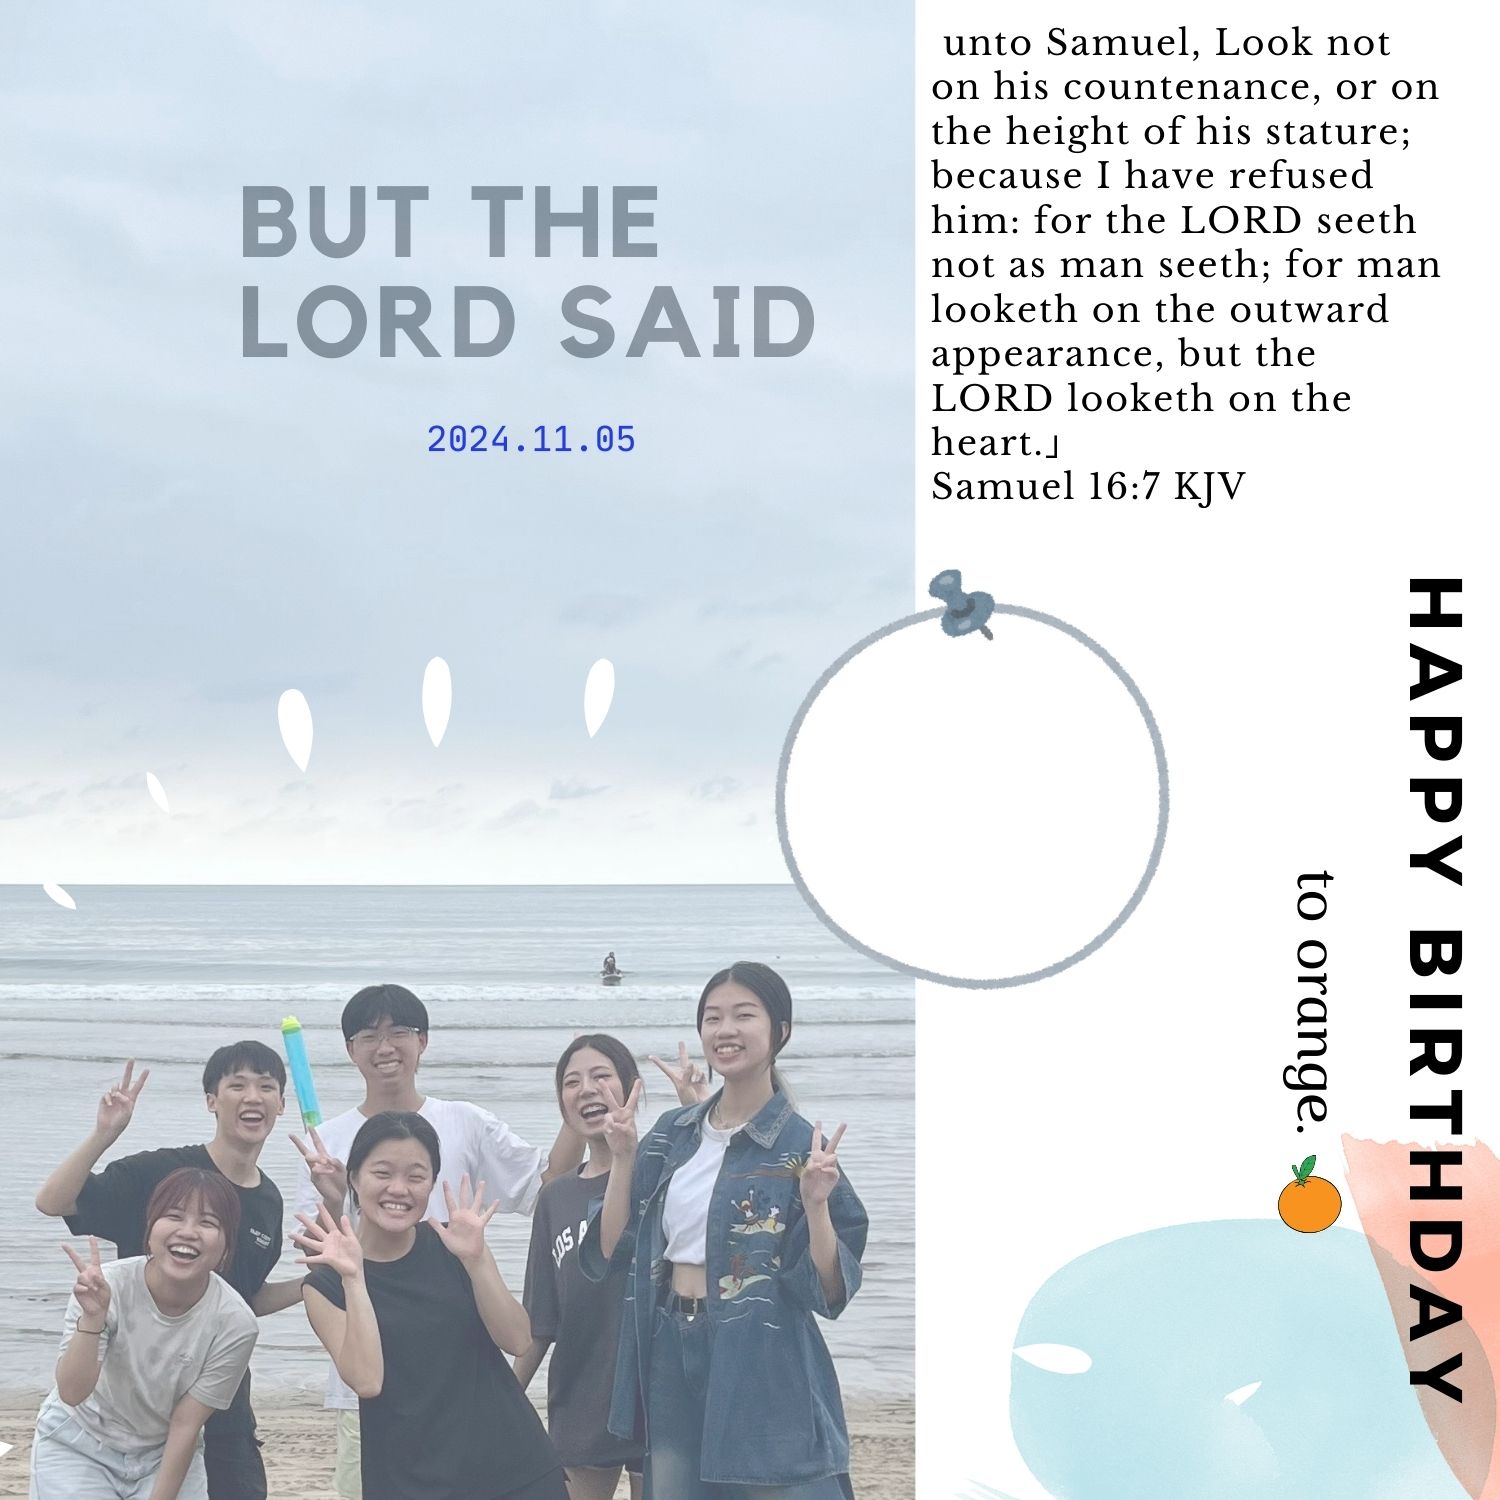 BUT THE
LORD SAID
2024.11.05
unto Samuel, Look not
on his countenance, or on
the height of his stature;
because I have refused
him: for the LORD seeth
not as man seeth; for man
looketh on the outward
appearance, but the
LORD looketh on the
heart.」
Samuel 16:7 KJV
HAPPY BIRTHDAY
to orange.
LOS A